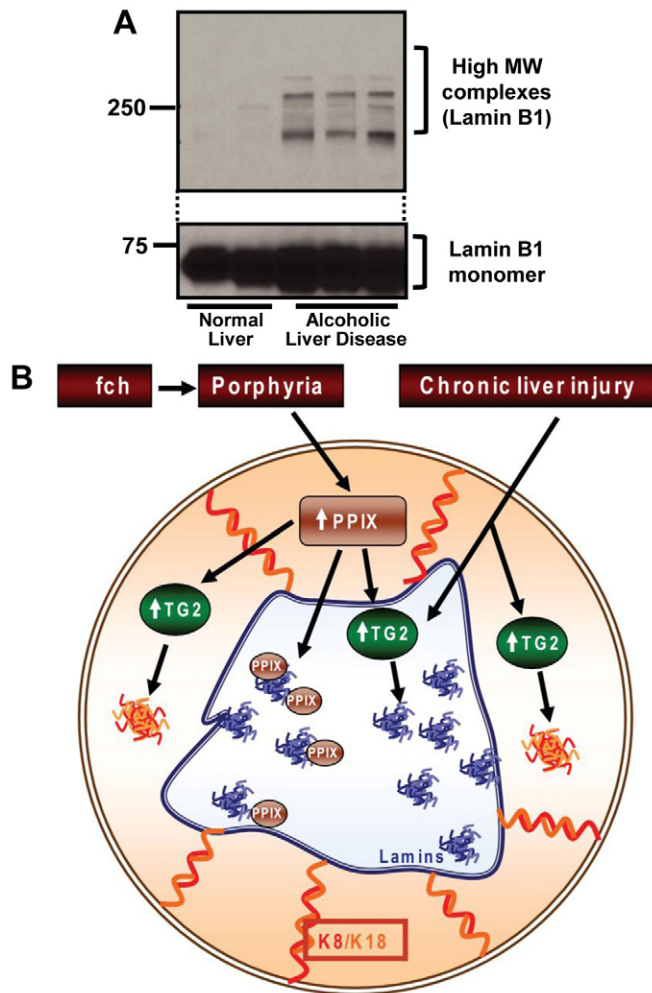 A
250
High MW
complexes
(Lamin B1)
75
Lamin B1
monomer
Normal
Liver
Alcoholic
Liver Disease
B
fch
Porphyria
Chronic liver injury
↑PPIX
↑TG2
↑TG2
↑TG2
PPIX
PPIX
PPIX
PPIX
Lamins
K8/K18